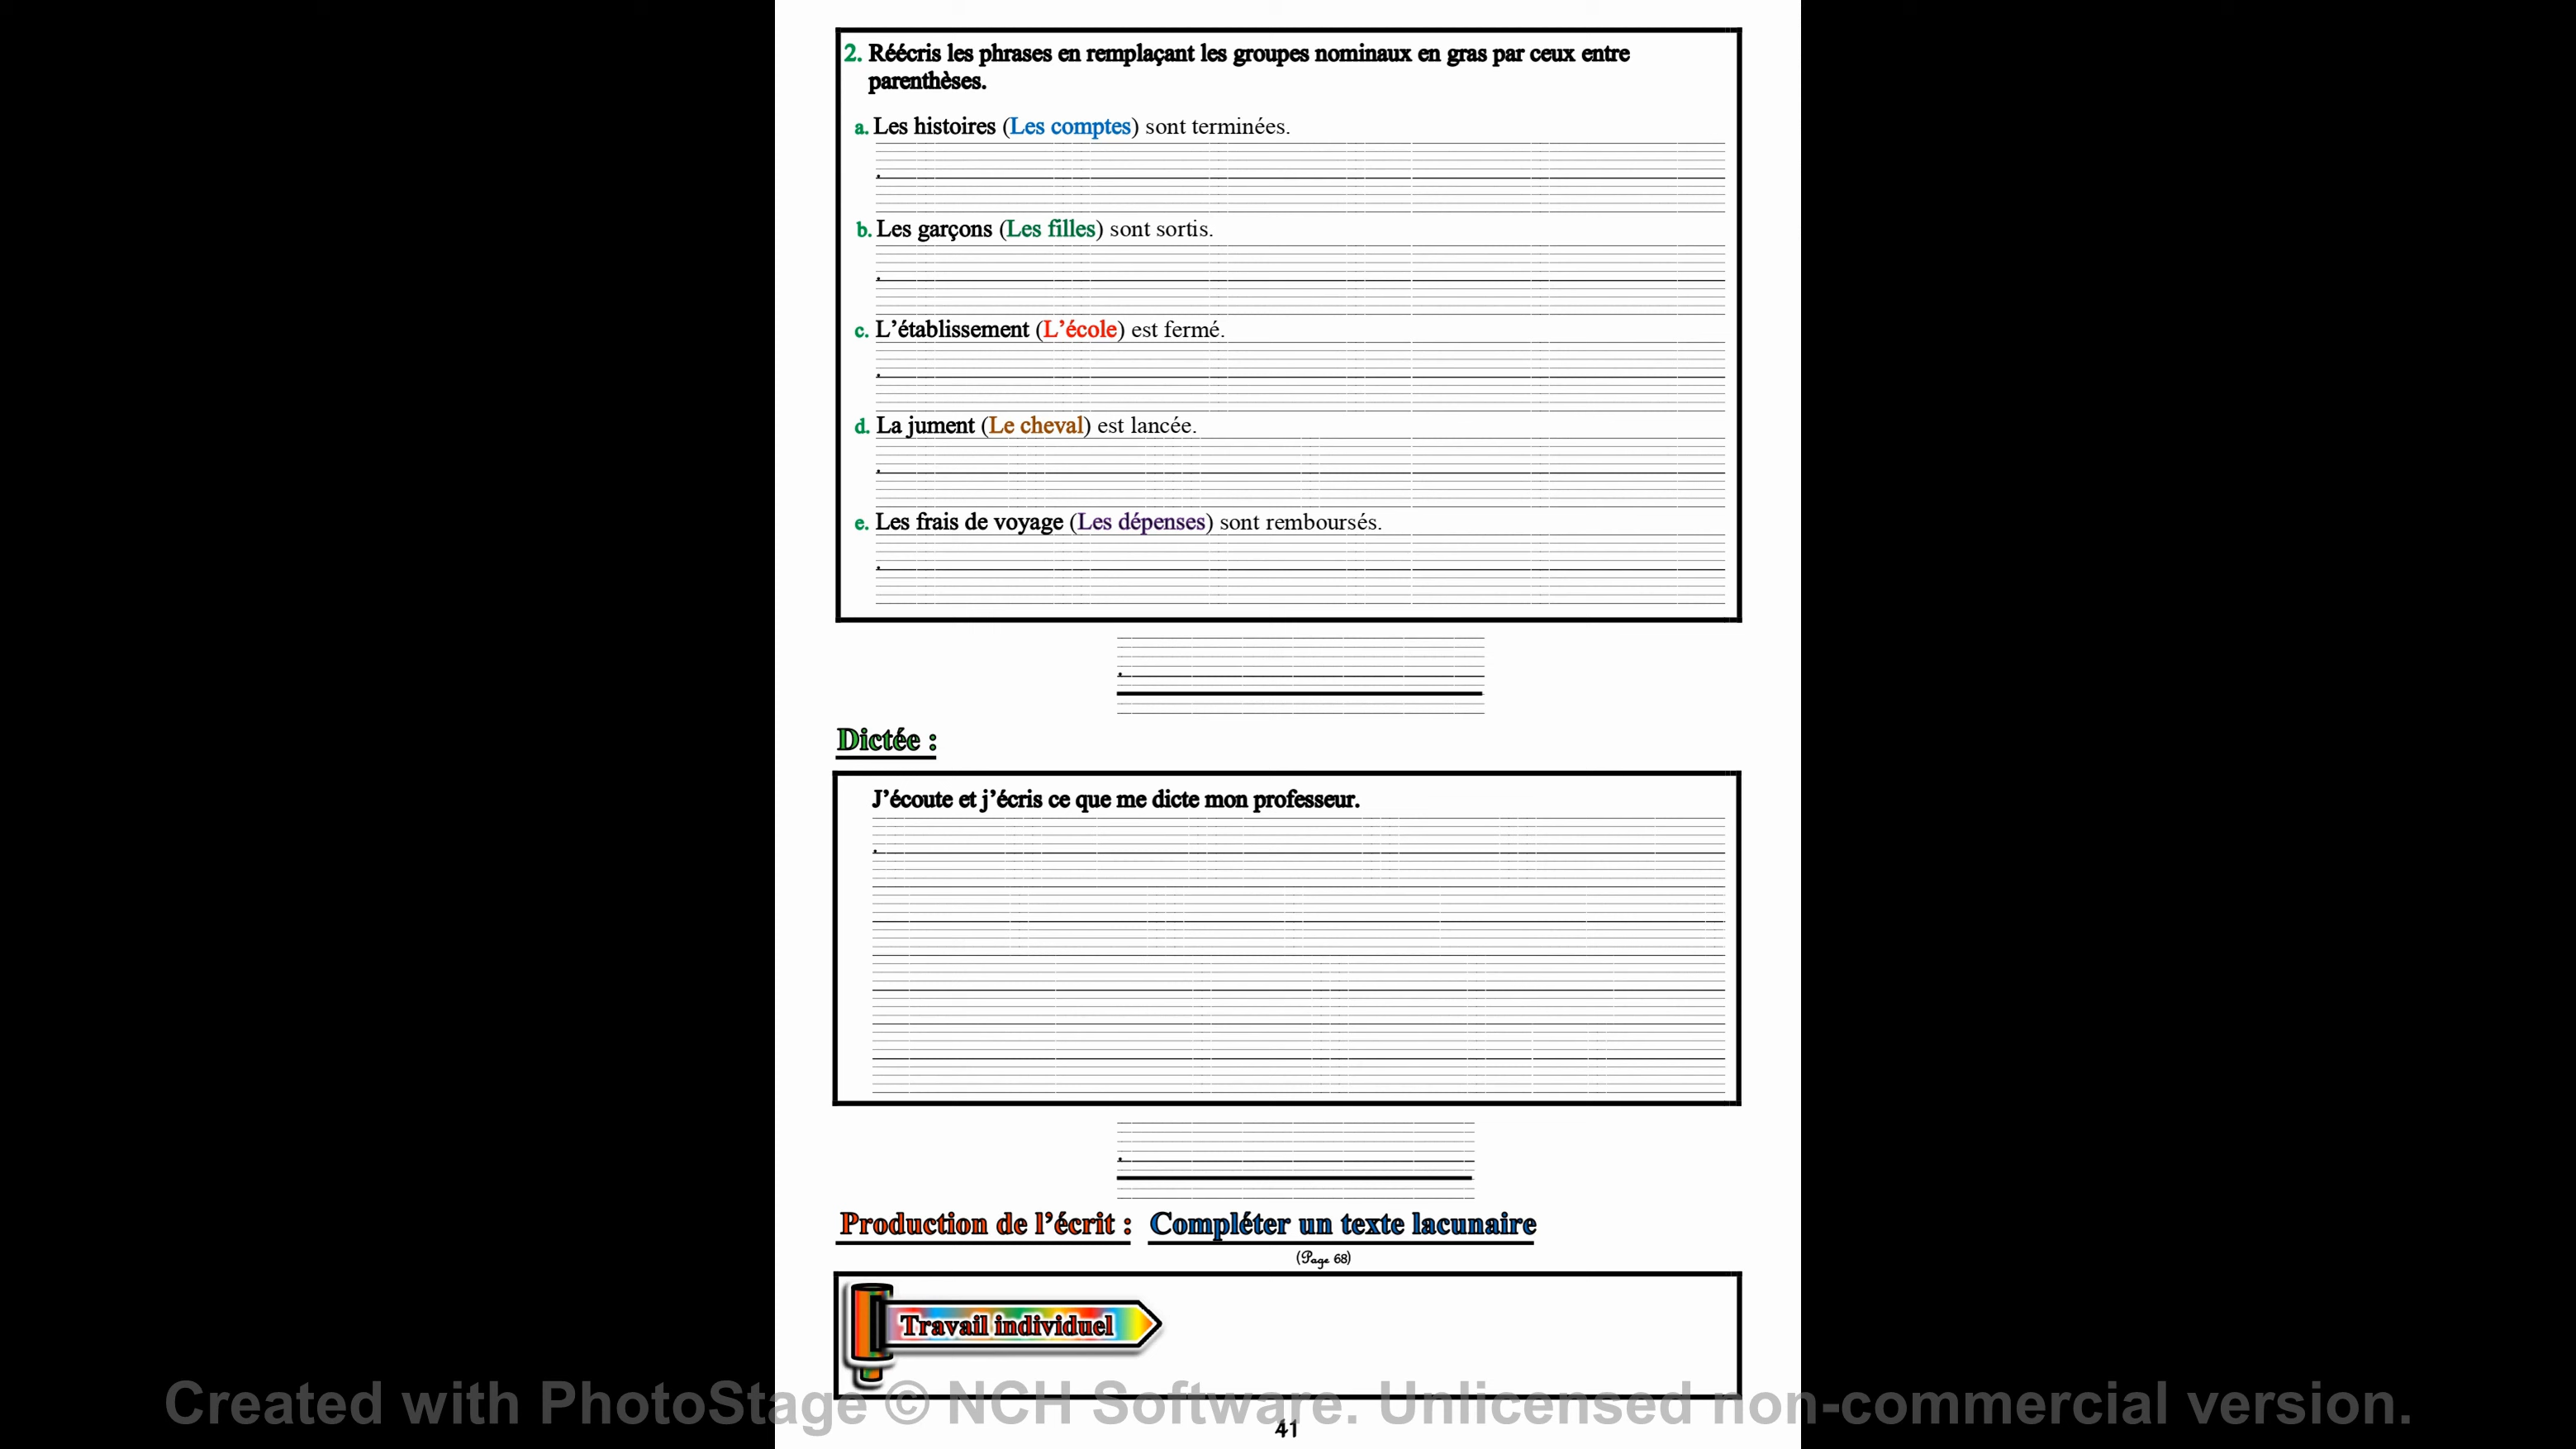 2. Réécris les phrases en remplaçant les groupes nominaux en gras par ceux entre
parenthèses.
a. Les histoires (Les comptes) sont terminées.
b. Les garçons (Les filles) sont sortis.
c. L’établissement (L’école) est fermé.
d. La jument (Le cheval) est lancée.
e. Les frais de voyage (Les dépenses) sont remboursés.
Dictée :
J’écoute et j’écris ce que me dicte mon professeur.
Production de l’écrit : Compléter un texte lacunaire
(Page 68)
Travail individuel
Created with PhotoStage © NCH Software. Unlicensed non-commercial version.
41